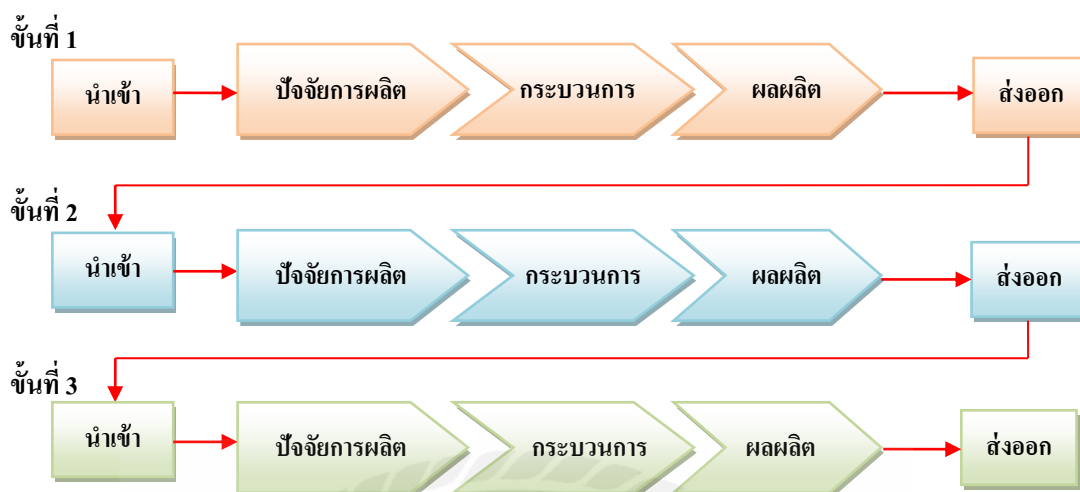 ขั้นที่ 1
นำเข้า ปัจจัยการผลิต กระบวนการ ผลผลิต ส่งออก
ขั้นที่ 2
นำเข้า ปัจจัยการผลิต กระบวนการ ผลผลิต ส่งออก
ขั้นที่ 3
นำเข้า ปัจจัยการผลิต กระบวนการ ผลผลิต ส่งออก